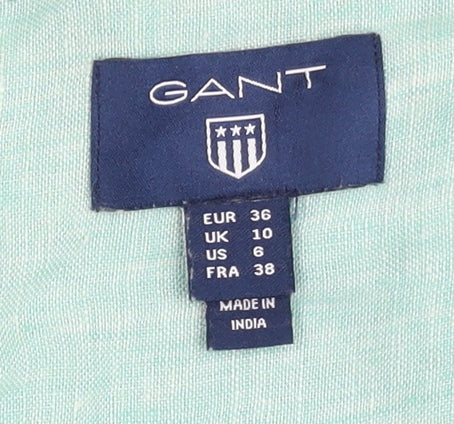 GANT
EUR 36
UK 10
US 6
FRA 38
MADE IN
INDIA